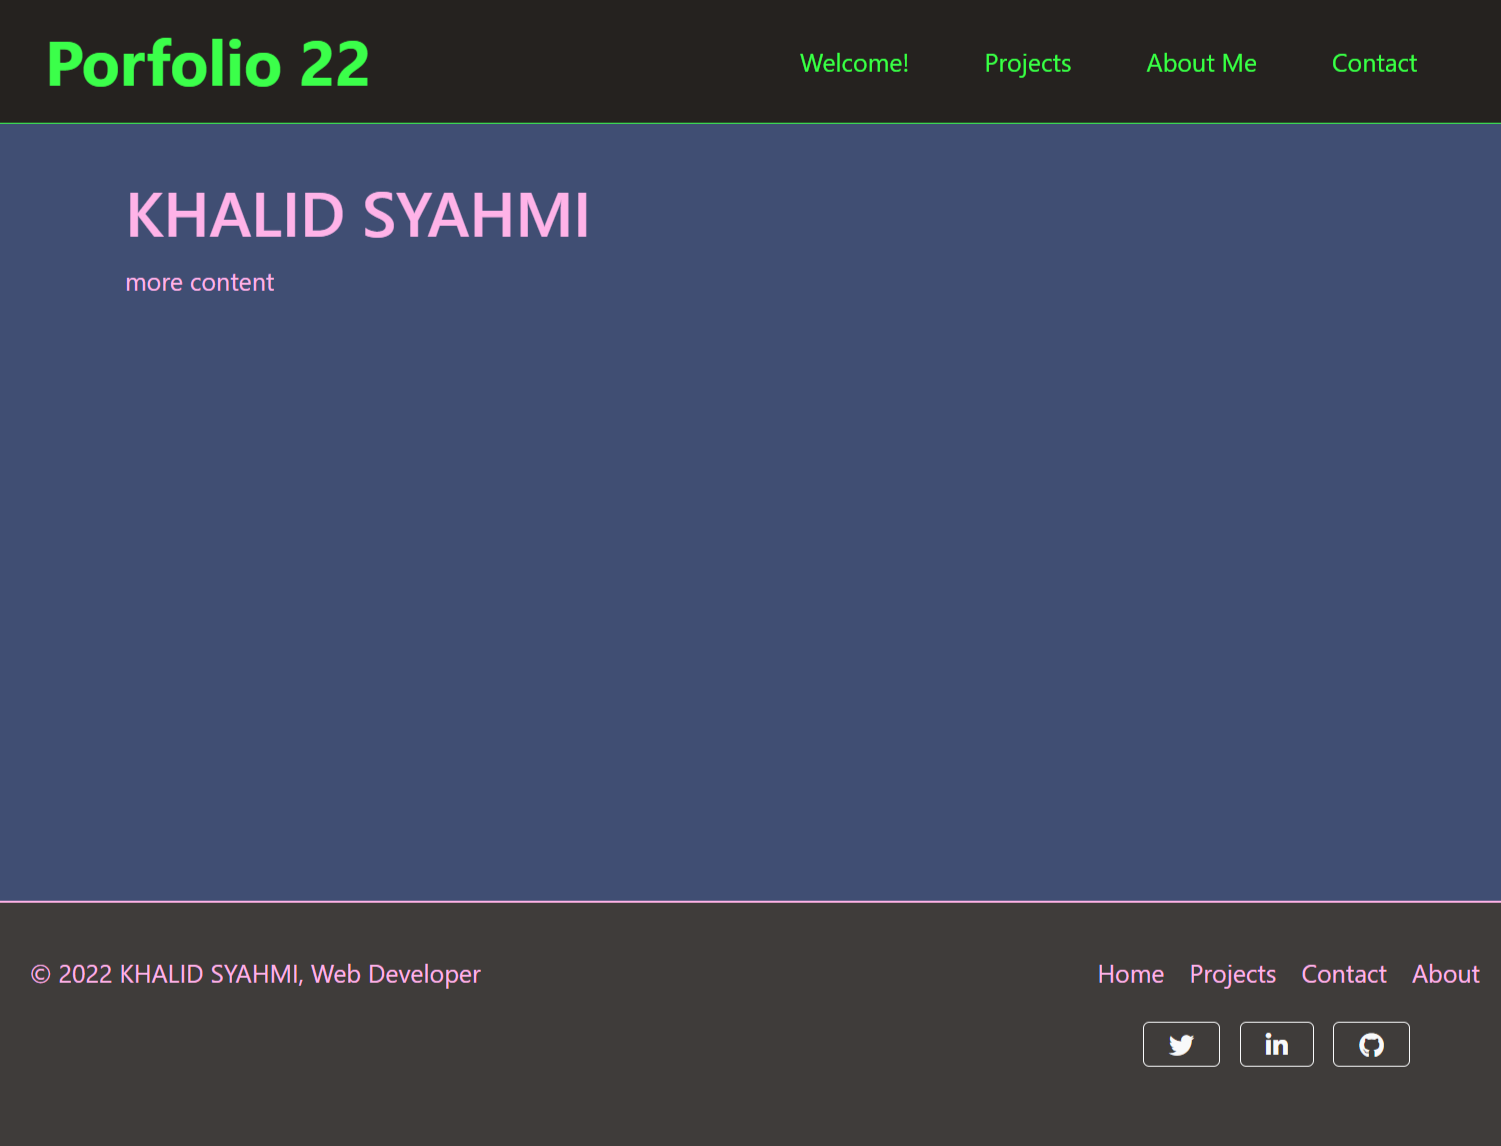 Porfolio 22
Welcome! Projects About Me Contact
KHALID SYAHMI
more content
© 2022 KHALID SYAHMI, Web Developer
Home Projects Contact About
in